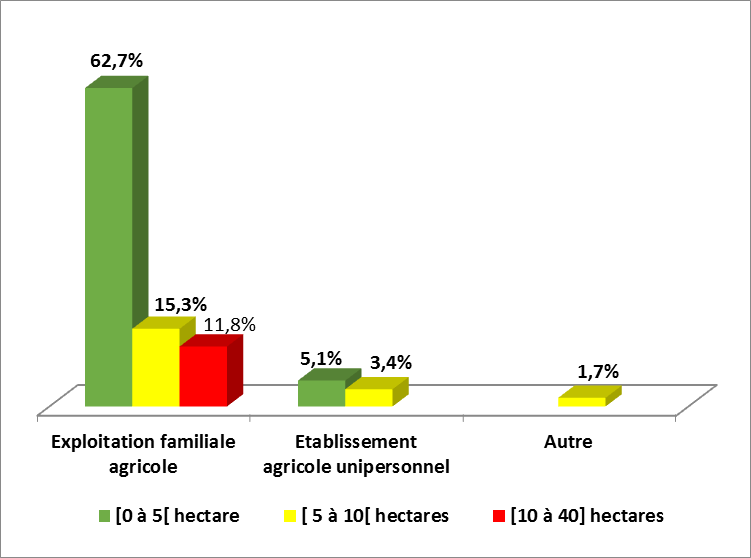 62,7%
15,3%
11,8%
5,1%
3,4%
1,7%
Exploitation familiale
agricole
Etablissement
agricole unipersonnel
Autre
[0 à 5[ hectare
[ 5 à 10[ hectares
[10 à 40] hectares